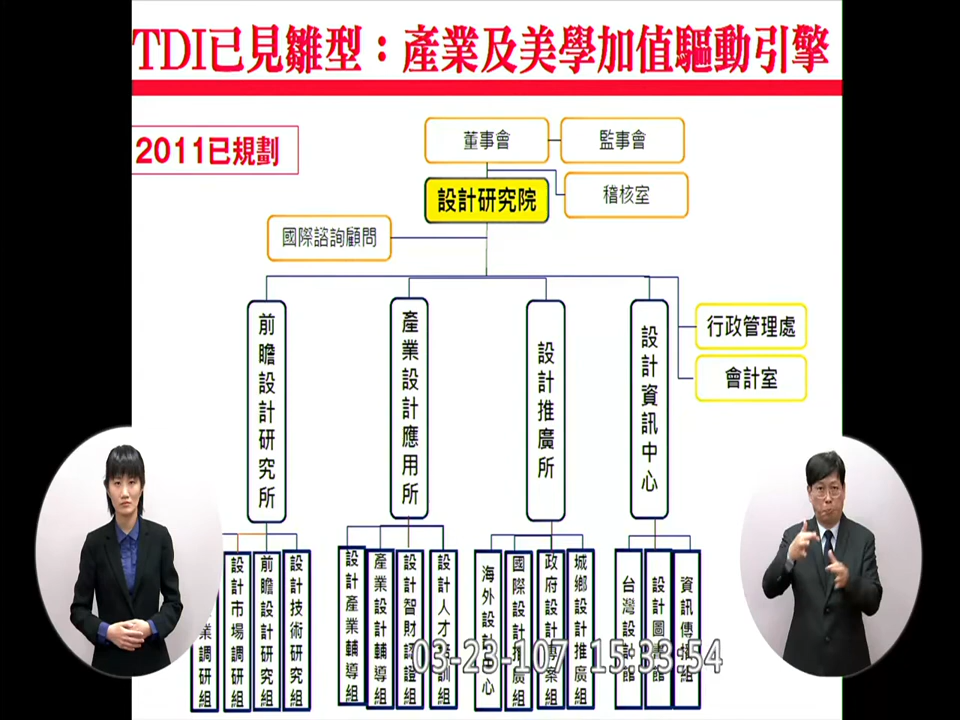 TDI已見雛型：產業及美學加值驅動引擎
2011已規劃
董事會
監事會
設計研究院
稽核室
國際諮詢顧問
前瞻設計研究所
產業設計應用所
設計推廣所
設計資訊中心
行政管理處
會計室
業調研組
設計市場調研組
前瞻設計研究組
設計技術研究組
設計產業輔導組
產業設計輔導組
設計智財認證組
設計人才培訓組
海外設計中心
國際設計推廣組
政府設計專案組
城鄉設計推廣組
台灣設計館
設計圖書館
資訊傳播組
03-23-107 15:33:54